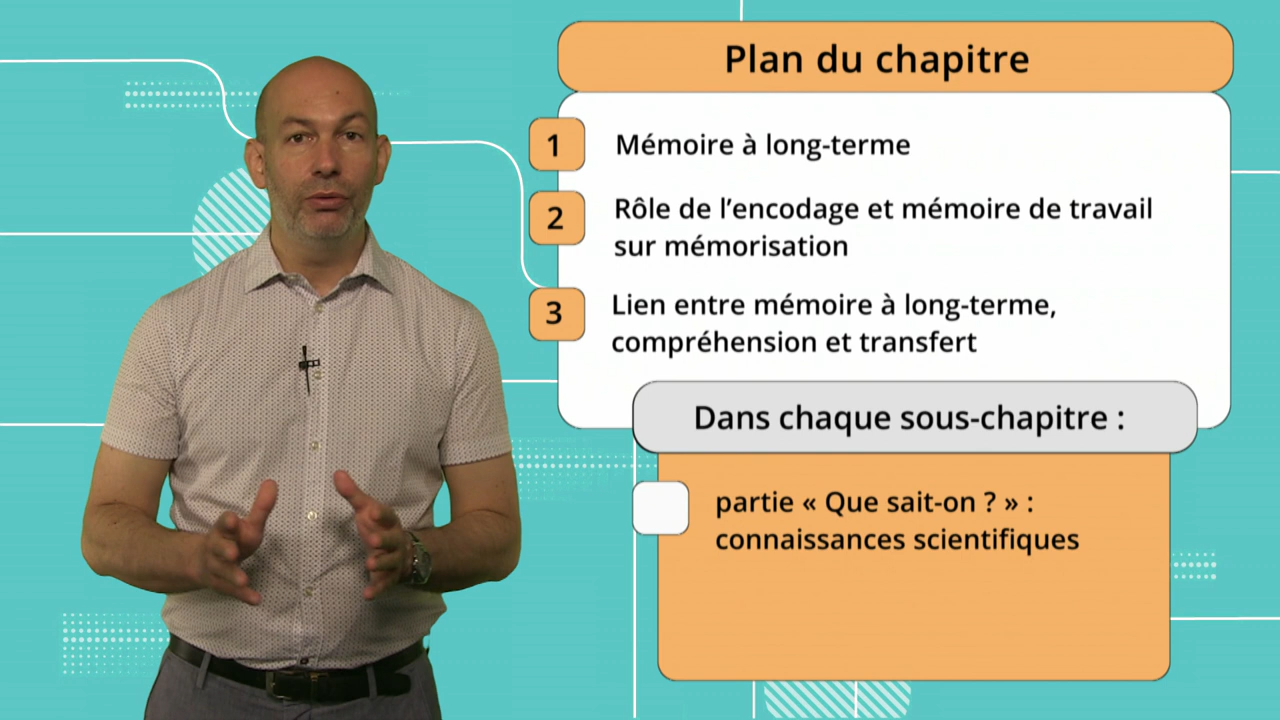 Plan du chapitre
1
Mémoire à long-terme
2
Rôle de l’encodage et mémoire de travail
sur mémorisation
3
Lien entre mémoire à long-terme,
compréhension et transfert
Dans chaque sous-chapitre :
partie « Que sait-on ? » :
connaissances scientifiques